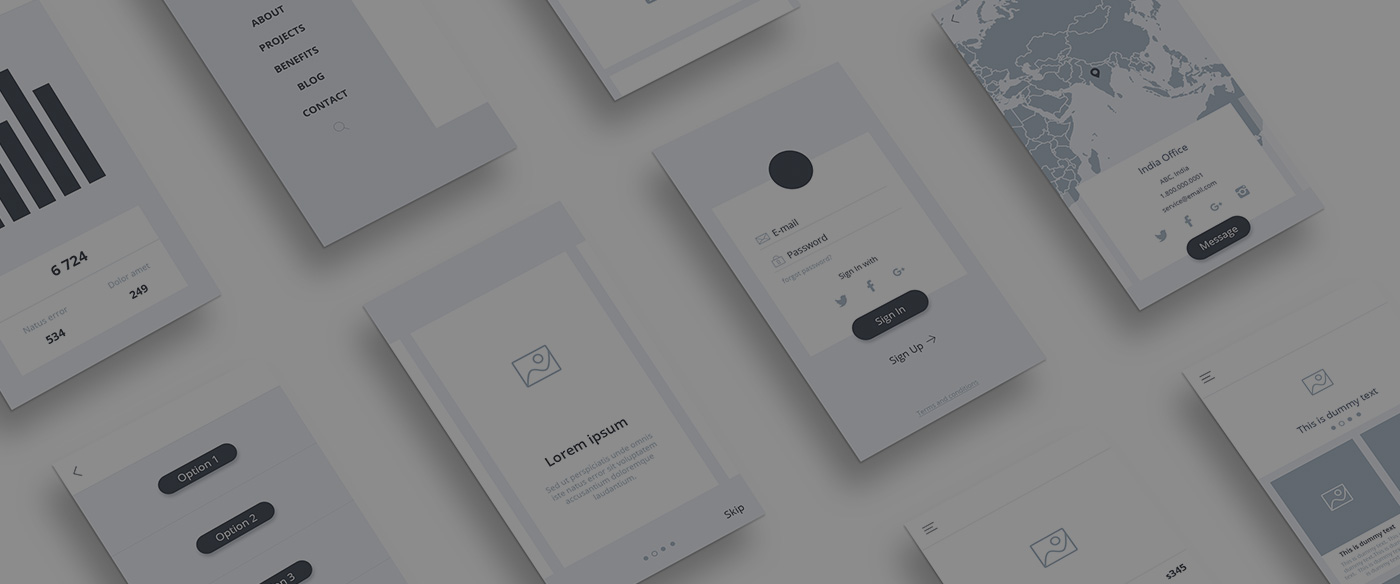 6 724
Natus error
Dolor amet
534
249
ABOUT
PROJECTS
BENEFITS
BLOG
CONTACT
Option 1
Option 2
Lorem ipsum
Sed ut perspiciatis unde omnis
iste natus error sit voluptatem
accusantium doloremque
laudantium.
Skip
E-mail
Password
forgot password?
Sign In with
G+
Sign In
Sign Up →
Terms and conditions
India Office
ABC, India
1.800.000.0001
service@email.com
G+
Message
$345
This is dummy text
This is dummy text